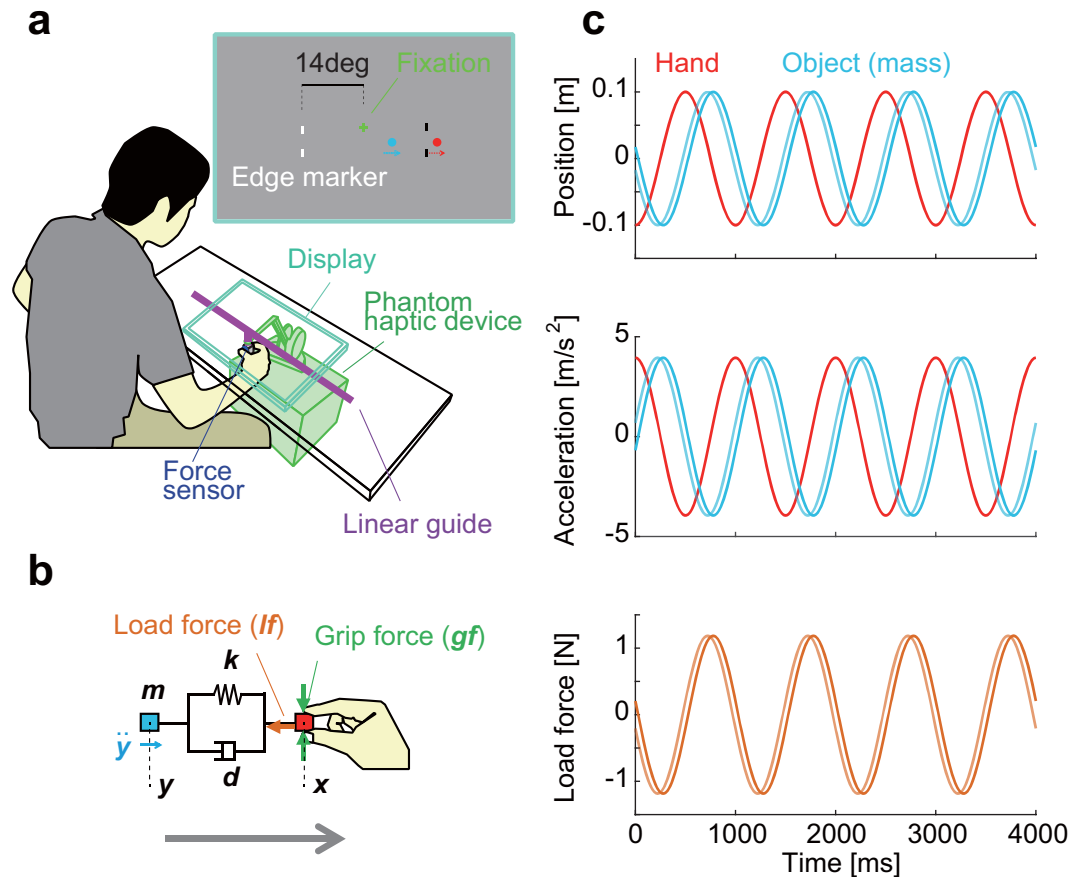 a
14deg
Fixation
Edge marker
Display
Phantom
haptic device
Force
sensor
Linear guide
b
Load force (lf)
Grip force (gf)
k
m
ÿ
d
y
x
c
Hand
Object (mass)
Position [m]
0.1
0
-0.1
Acceleration [m/s²]
5
0
-5
Load force [N]
1
0
-1
0
1000
2000
3000
4000
Time [ms]